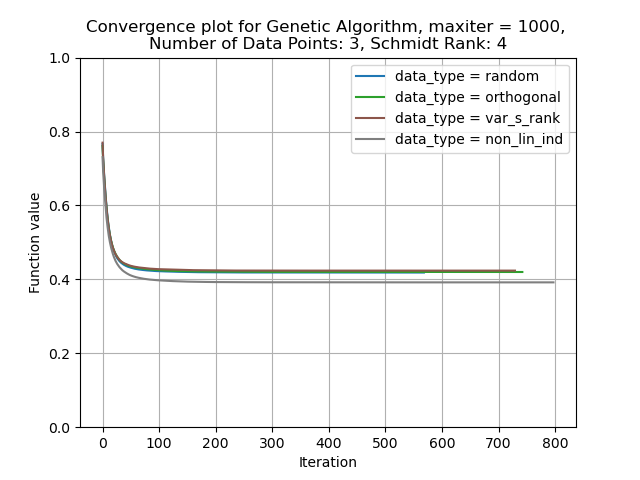 Convergence plot for Genetic Algorithm, maxiter = 1000,
Number of Data Points: 3, Schmidt Rank: 4
data_type = random
data_type = orthogonal
data_type = var_s_rank
data_type = non_lin_ind
Function value
1.0
0.8
0.6
0.4
0.2
0.0
0 100 200 300 400 500 600 700 800
Iteration